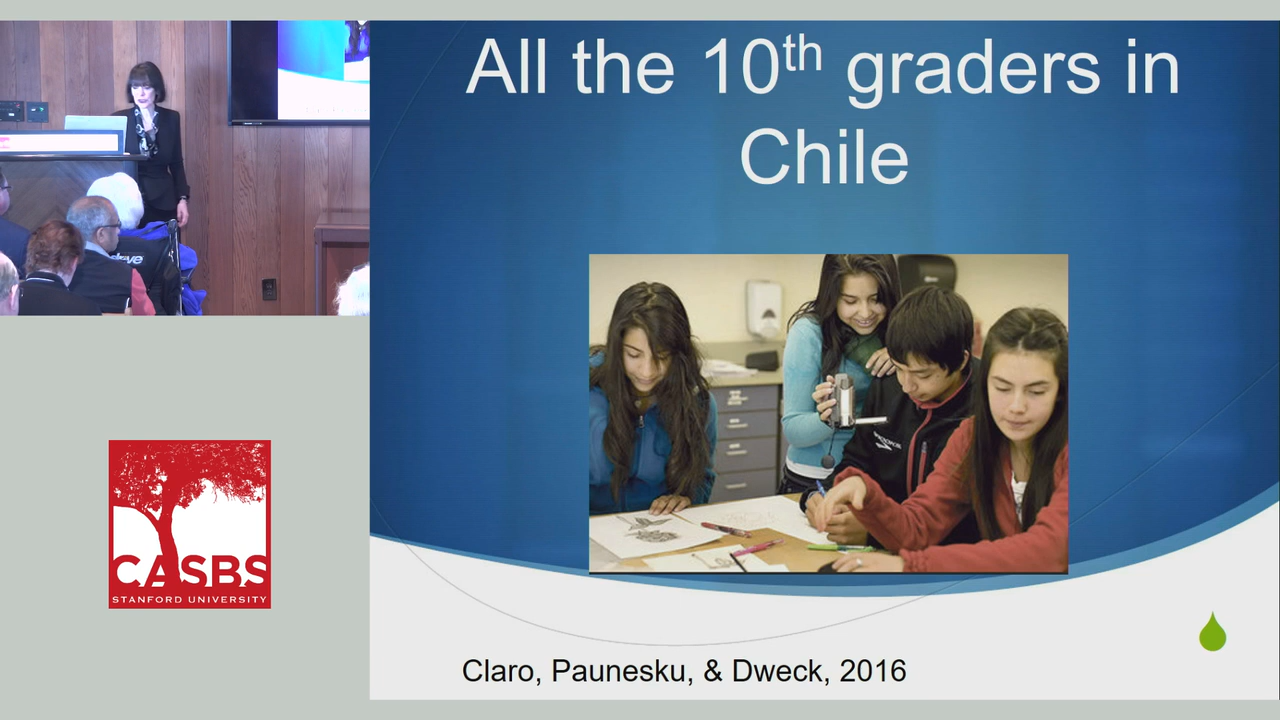 All the 10th graders in
Chile
CASBS
STANFORD UNIVERSITY
Claro, Paunesku, & Dweck, 2016